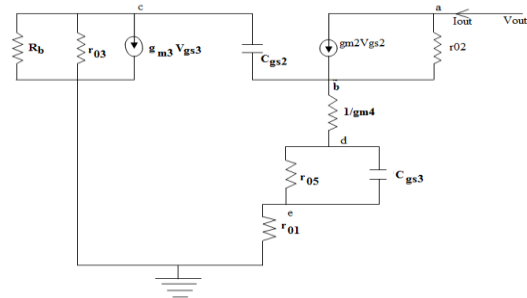 c
a
Iout
Vout
Rb
r03
gm3 Vgs3
Cgs2
gm2Vgs2
r02
b
1/gm4
d
r05
Cgs3
e
r01